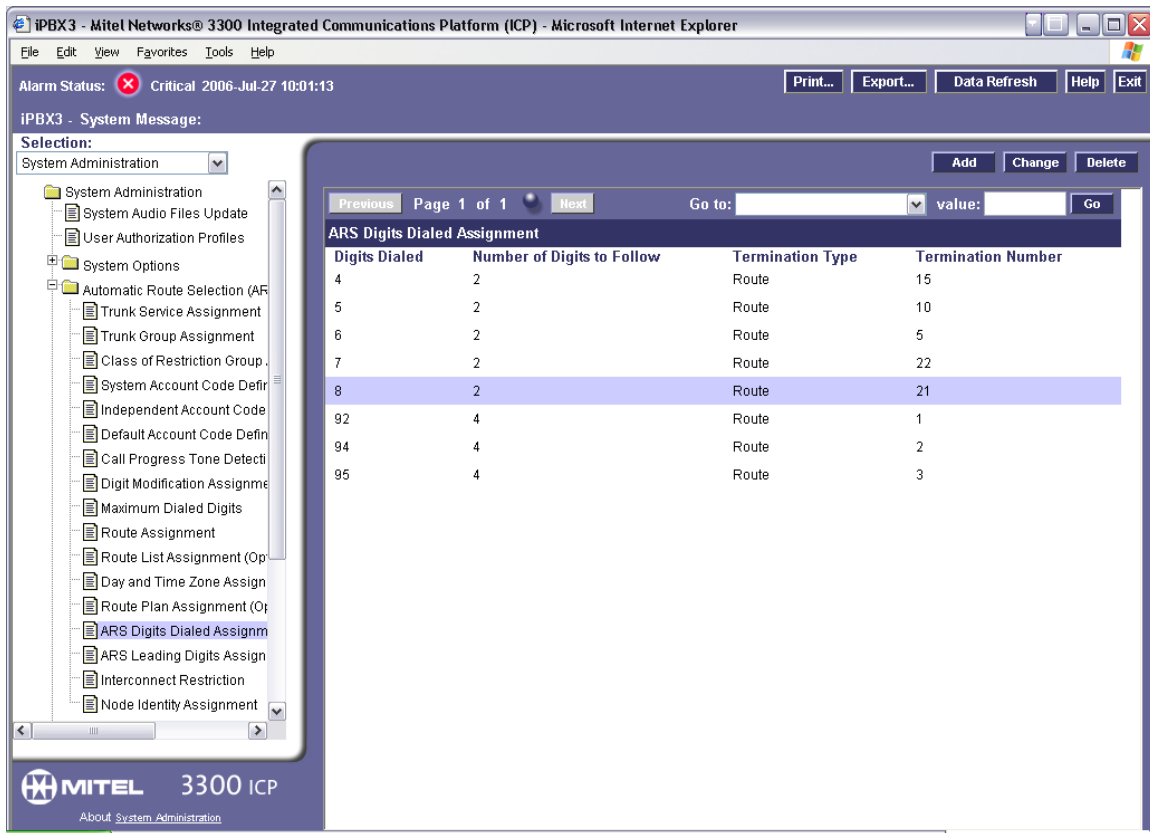 iPBX3 - Mitel Networks® 3300 Integrated Communications Platform (ICP) - Microsoft Internet Explorer
File Edit View Favorites Tools Help
Alarm Status: Critical 2006-Jul-27 10:01:13
Print... Export... Data Refresh Help Exit
iPBX3 - System Message:
Selection:
System Administration
Add Change Delete
System Administration
System Audio Files Update
User Authorization Profiles
System Options
Automatic Route Selection (AR
Trunk Service Assignment
Trunk Group Assignment
Class of Restriction Group .
System Account Code Defir
Independent Account Code
Default Account Code Defin
Call Progress Tone Detecti
Digit Modification Assignme
Maximum Dialed Digits
Route Assignment
Route List Assignment (Op
Day and Time Zone Assign
Route Plan Assignment (Op
ARS Digits Dialed Assignm
ARS Leading Digits Assign
Interconnect Restriction
Node Identity Assignment
Previous Page 1 of 1 Next Go to: value: Go
ARS Digits Dialed Assignment
Digits Dialed Number of Digits to Follow Termination Type Termination Number
4 2 Route 15
5 2 Route 10
6 2 Route 5
7 2 Route 22
8 2 Route 21
92 4 Route 1
94 4 Route 2
95 4 Route 3
MITEL 3300 ICP
About System Administration